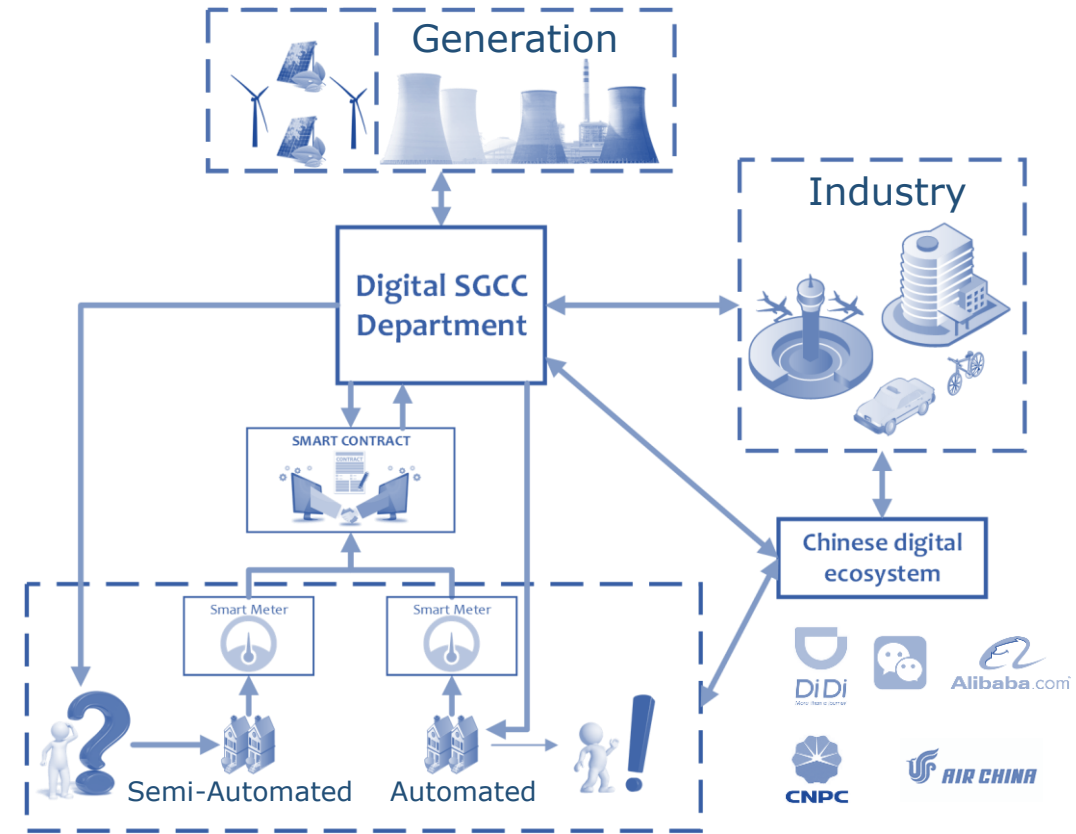 Generation
Industry
Digital SGCC
Department
SMART CONTRACT
CONTRACT
Chinese digital
ecosystem
Smart Meter
Smart Meter
DiDi
Alibaba.com
Semi-Automated
Automated
CNPC
AIR CHINA